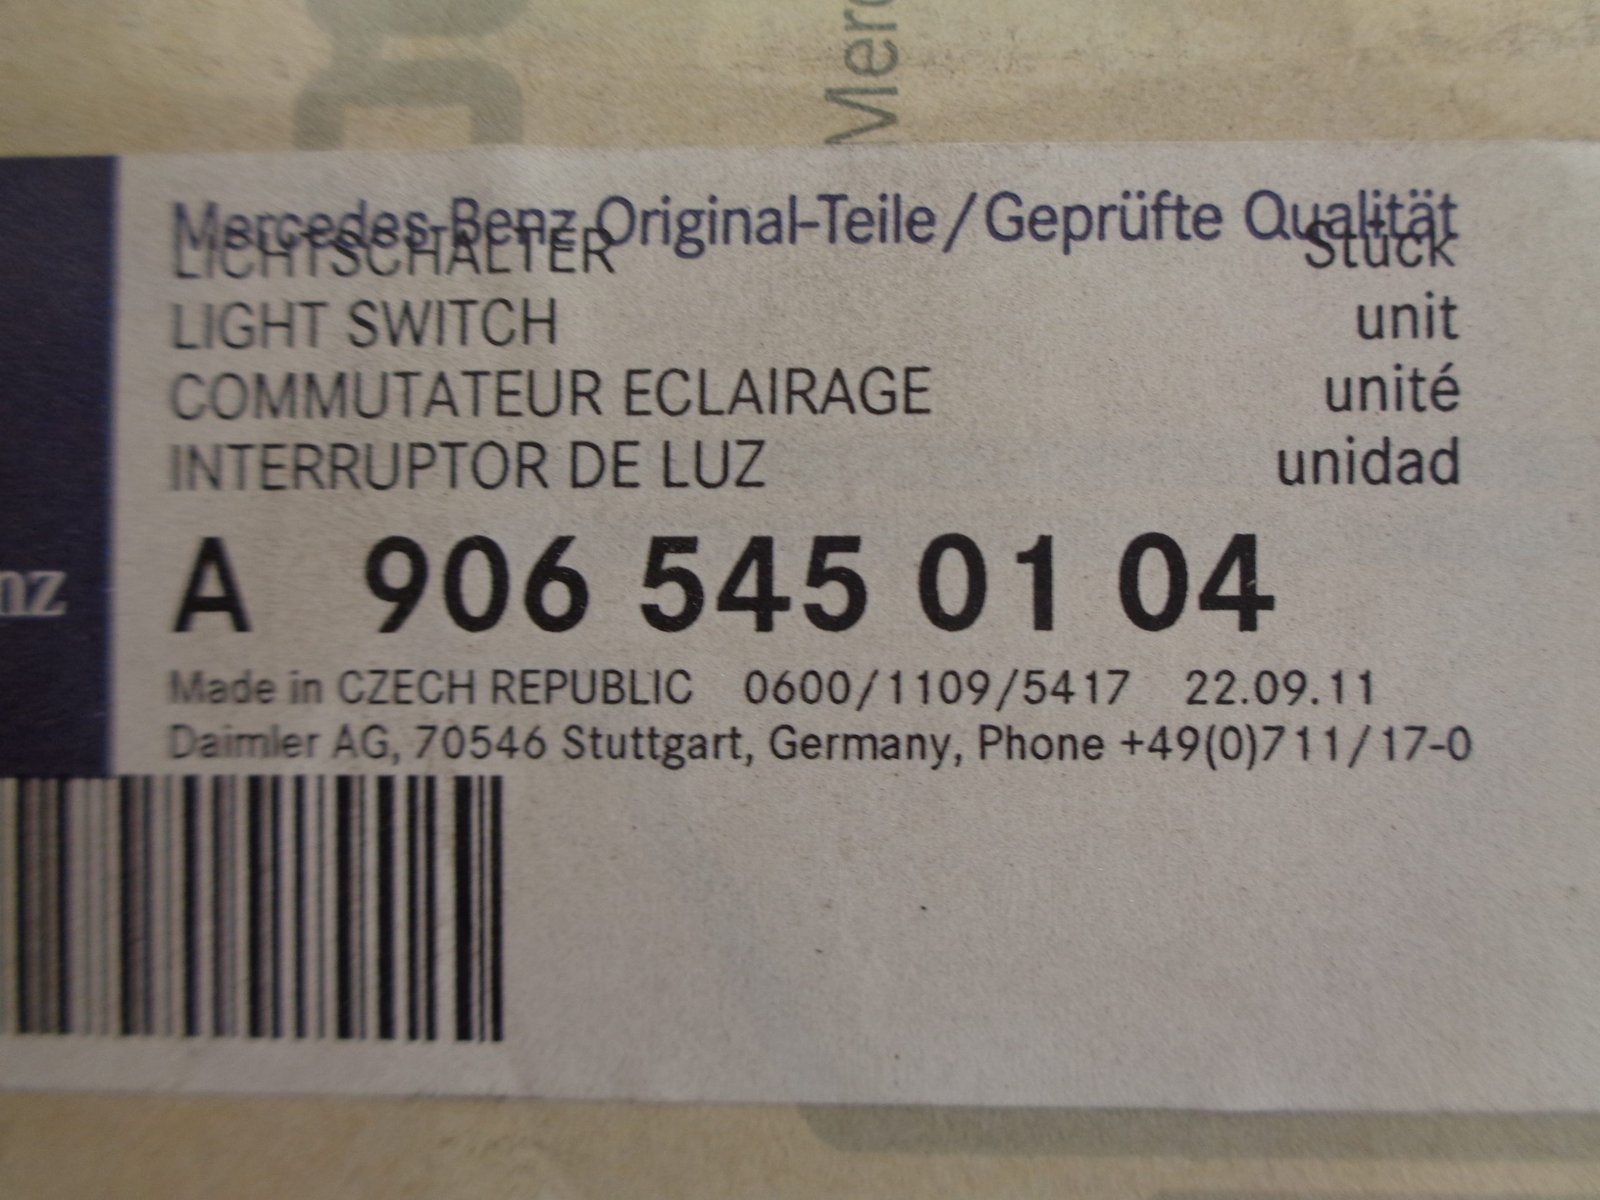 Merc
Mercedes-Benz Original-Teile/Geprüfte Qualität
LICHTSCHALTER Stück
LIGHT SWITCH unit
COMMUTATEUR ECLAIRAGE unité
INTERRUPTOR DE LUZ unidad
A 906 545 01 04
nz
Made in CZECH REPUBLIC 0600/1109/5417 22.09.11
Daimler AG, 70546 Stuttgart, Germany, Phone +49(0)711/17-0